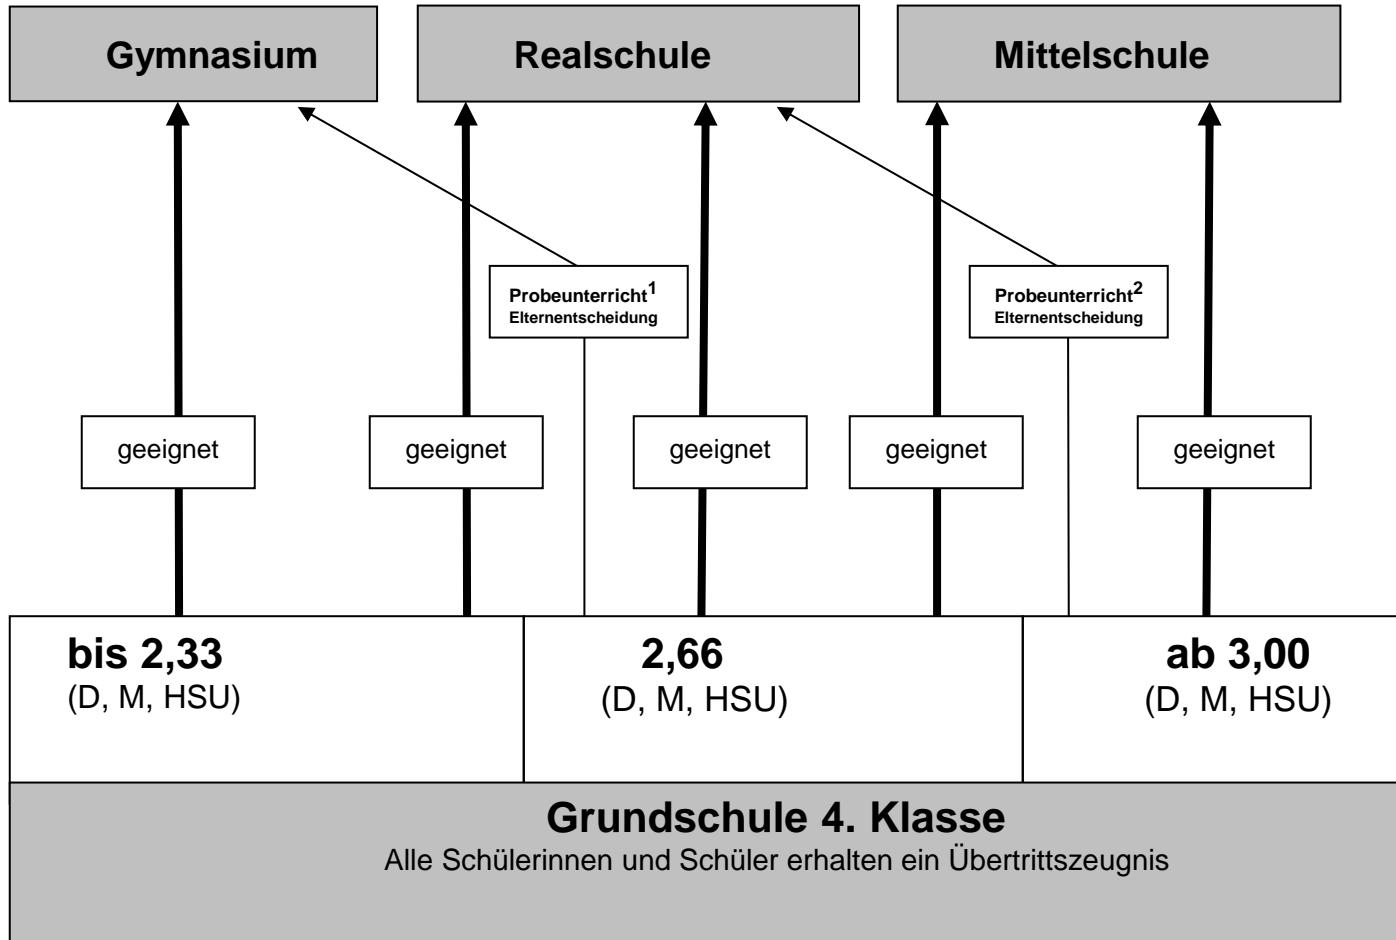 Gymnasium
Realschule
Mittelschule
Probeunterricht1
Elternentscheidung
Probeunterricht2
Elternentscheidung
geeignet
geeignet
geeignet
geeignet
geeignet
bis 2,33
(D, M, HSU)
2,66
(D, M, HSU)
ab 3,00
(D, M, HSU)
Grundschule 4. Klasse
Alle Schülerinnen und Schüler erhalten ein Übertrittszeugnis